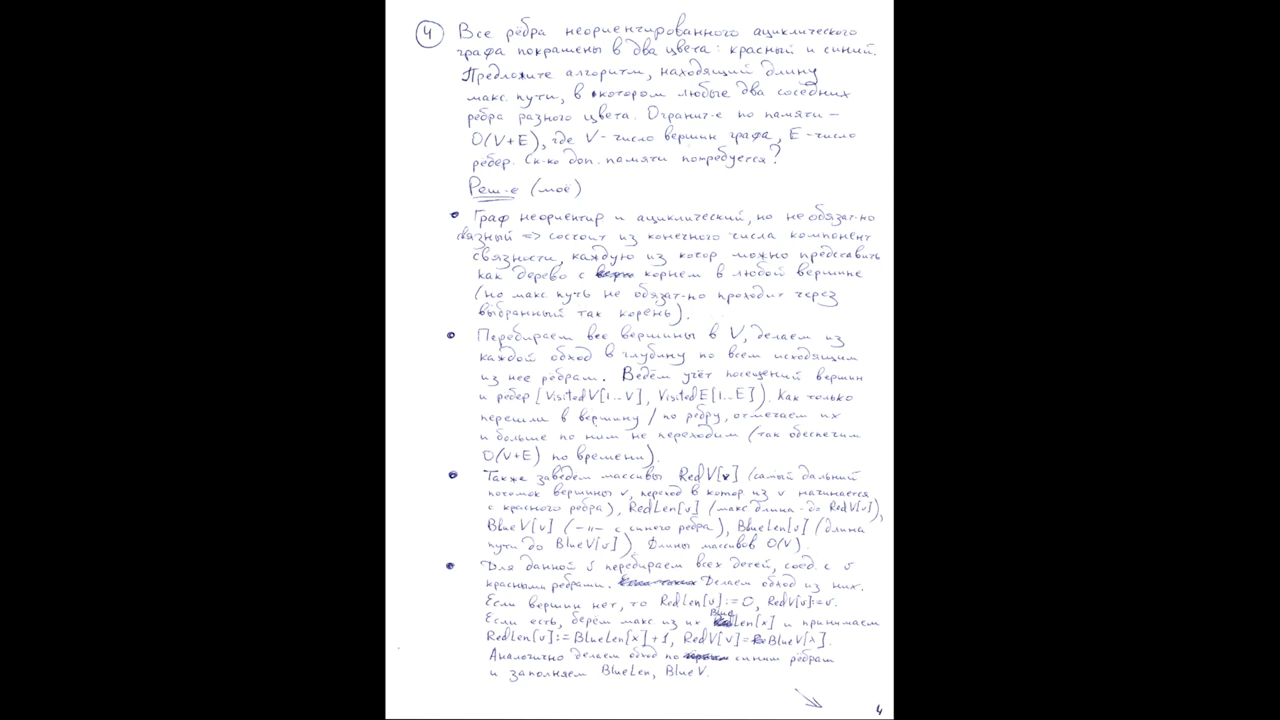 4 Все рёбра неориентированного ациклического
графа покрашены в два цвета: красный и синий.
Предложите алгоритм, находящий длину
макс. пути, в котором любые два соседних
ребра разного цвета. Огранич-е по памяти –
O(V+E), где V - число вершин графа, E - число
рёбер. Ск-ко доп. памяти потребуется?
Реш-е (моё)
• Граф неориентир и ациклический, но не обязат-но
связный => состоит из конечного числа компонент
связности, каждую из котор можно представить
как дерево с корнем в любой вершине
(но макс путь не обязат-но проходит через
выбранный так корень).
• Перебираем все вершины в V, делаем из
каждой обход в глубину по всем исходящим
из неё рёбрам. Ведём учёт посещений вершин
и рёбер (VisitedV[1...V], VisitedE[1...E]). Как только
перешли в вершину / по ребру, отмечаем их
и больше по ним не переходим (так обеспечим
O(V+E) по времени).
• Также заведем массивы RedV[v] (самый дальний
потомок вершины v, переход в котор из v начинается
с красного ребра), RedLen[v] (макс длина - до RedV[v]),
BlueV[v] (–"– с синего ребра), BlueLen[v] (длина
пути до BlueV[v]) Длины массивов O(V).
• Для данной v перебираем всех детей, соед. с v
красными рёбрами. Делаем обход из них.
Если вершин нет, то RedLen[v]:=0, RedV[v]:=v.
Если есть, берём макс из их BlueLen[x] и принимаем
RedLen[v]:=BlueLen[x]+1, RedV[v]=BlueV[x].
Аналогично делаем обход по синим рёбрам
и заполняем BlueLen, BlueV.
4